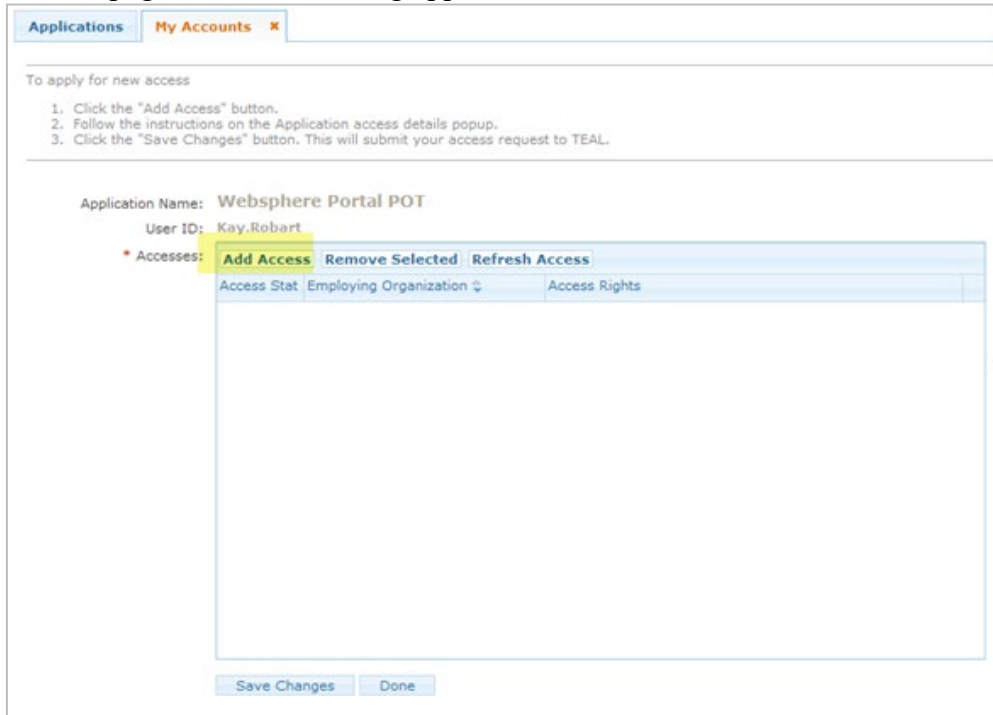 Applications My Accounts ×
To apply for new access
1. Click the "Add Access" button.
2. Follow the instructions on the Application access details popup.
3. Click the "Save Changes" button. This will submit your access request to TEAL.
Application Name: Websphere Portal POT
User ID: Kay.Robart
* Accesses: Add Access Remove Selected Refresh Access
Access Stat Employing Organization Access Rights
Save Changes Done